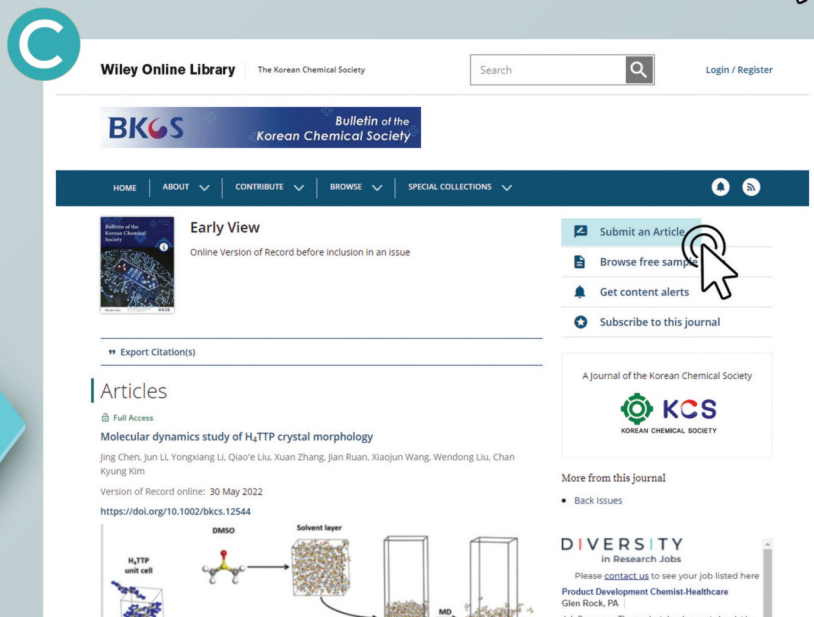 C
Wiley Online Library The Korean Chemical Society Search Login / Register
BKCS Bulletin of the
Korean Chemical Society
HOME ABOUT CONTRIBUTE BROWSE SPECIAL COLLECTIONS
Bulletin of the
Korean Chemical
Society
Early View
Online Version of Record before inclusion in an issue
Submit an Article
Browse free sample
Get content alerts
Subscribe to this journal
Export Citation(s)
Articles
Full Access
Molecular dynamics study of H₄TTP crystal morphology
Jing Chen, Jun Li, Yongxiang Li, Qiao'e Liu, Xuan Zhang, Jian Ruan, Xiaojun Wang, Wendong Liu, Chan
Kyung Kim
Version of Record online: 30 May 2022
https://doi.org/10.1002/bkcs.12544
DMSO Solvent layer
H₄TTP
unit cell
MD
A Journal of the Korean Chemical Society
KCS
KOREAN CHEMICAL SOCIETY
More from this journal
Back Issues
DIVERSITY
in Research Jobs
Please contact us to see your job listed here
Product Development Chemist-Healthcare
Glen Rock, PA